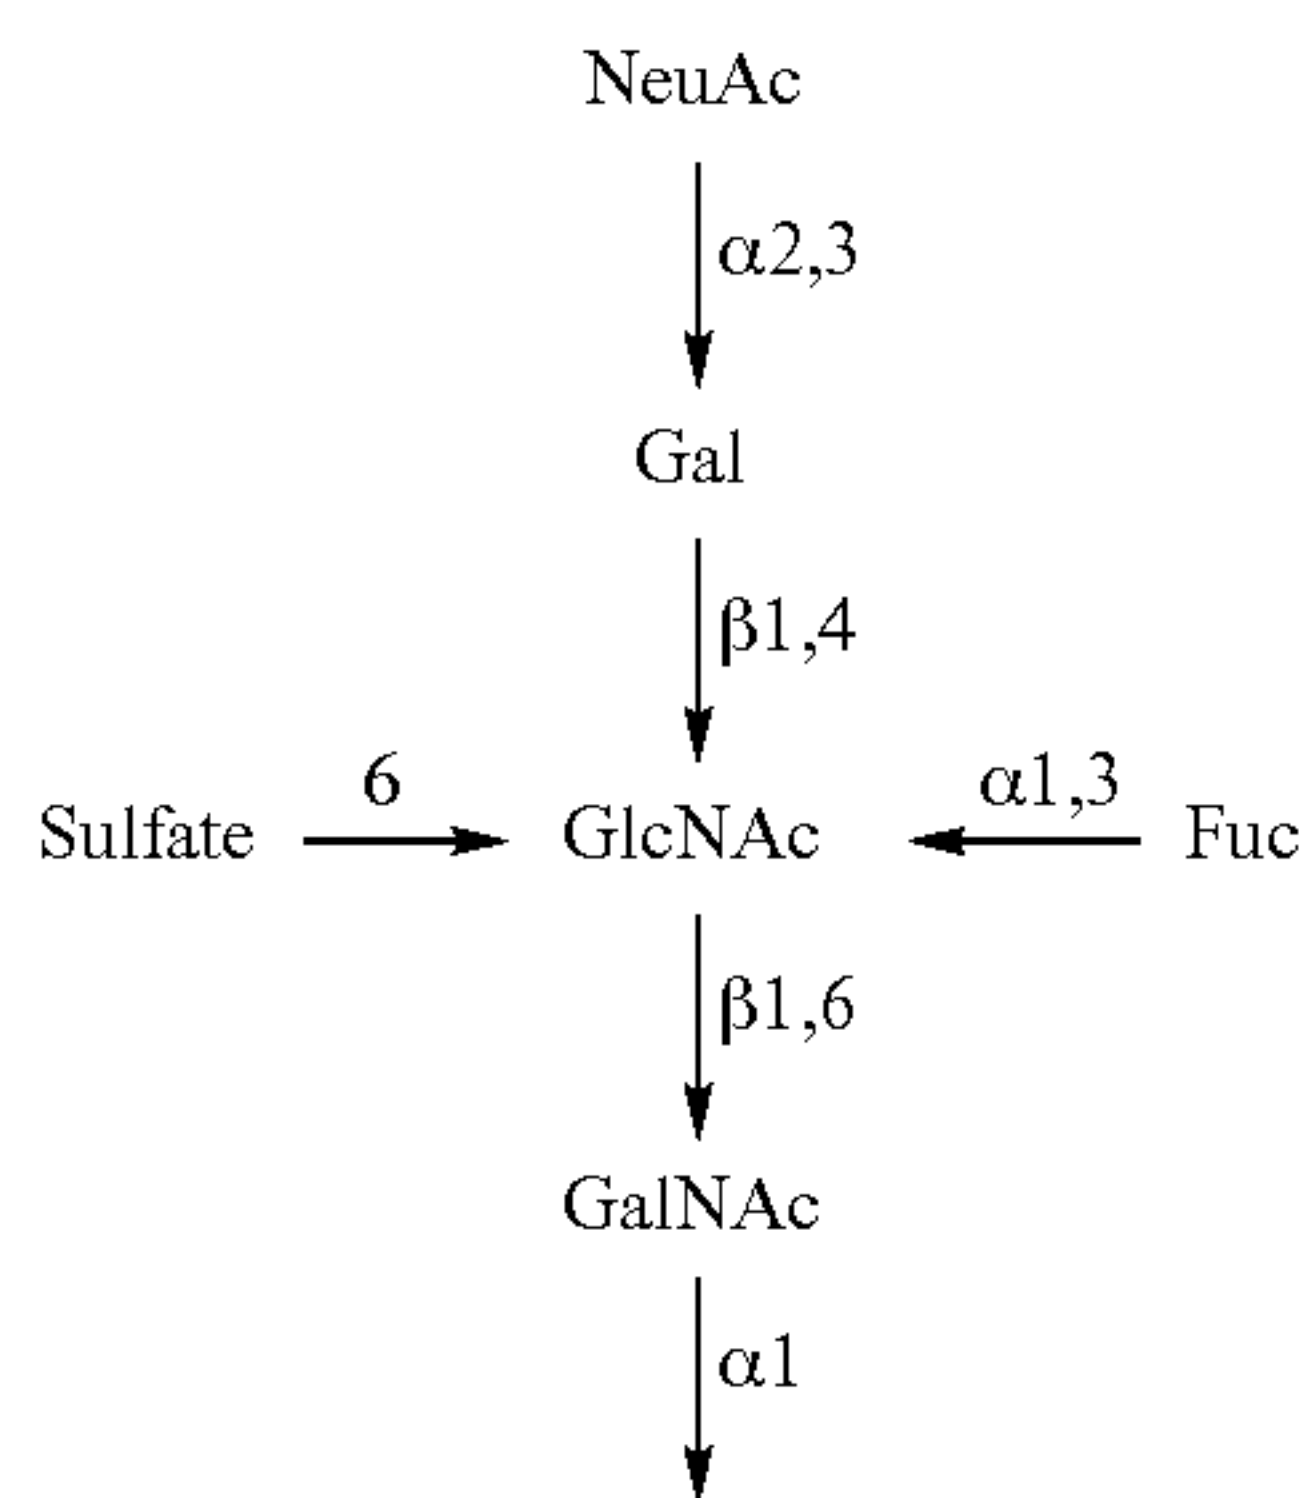 NeuAc
α2,3
Gal
β1,4
6
α1,3
Sulfate GlcNAc Fuc
β1,6
GalNAc
α1